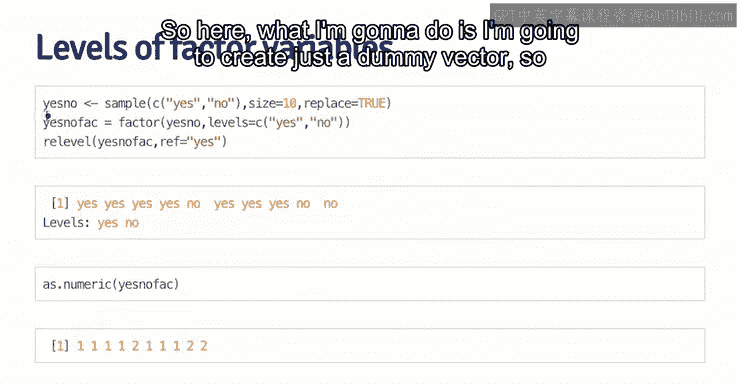 So here, what I'm gonna do is I'm going
to create just a dummy vector, so
Levels of factor variables
yesno <- sample(c("yes","no"),size=10,replace=TRUE)
yesnofac = factor(yesno,levels=c("yes","no"))
relevel(yesnofac,ref="yes")
[1] yes yes yes yes no  yes yes yes no  no
Levels: yes no
as.numeric(yesnofac)
[1] 1 1 1 1 2 1 1 1 2 2